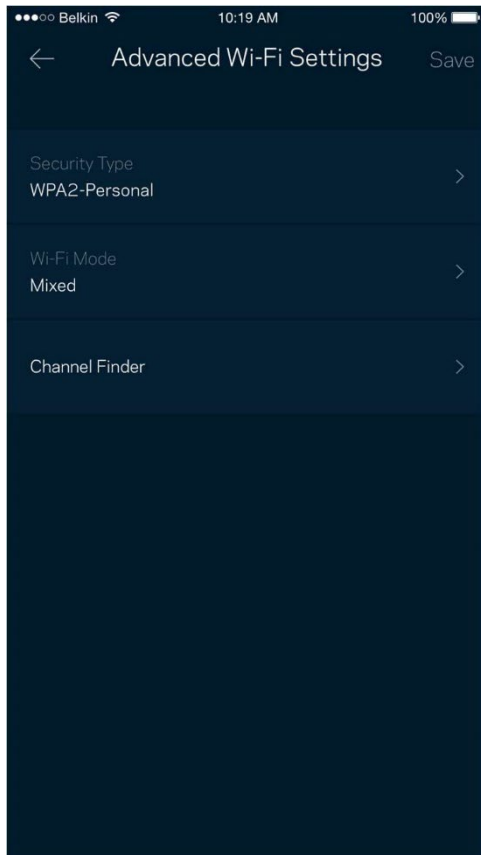 Belkin 10:19 AM 100%
Advanced Wi-Fi Settings Save
Security Type
WPA2-Personal
Wi-Fi Mode
Mixed
Channel Finder